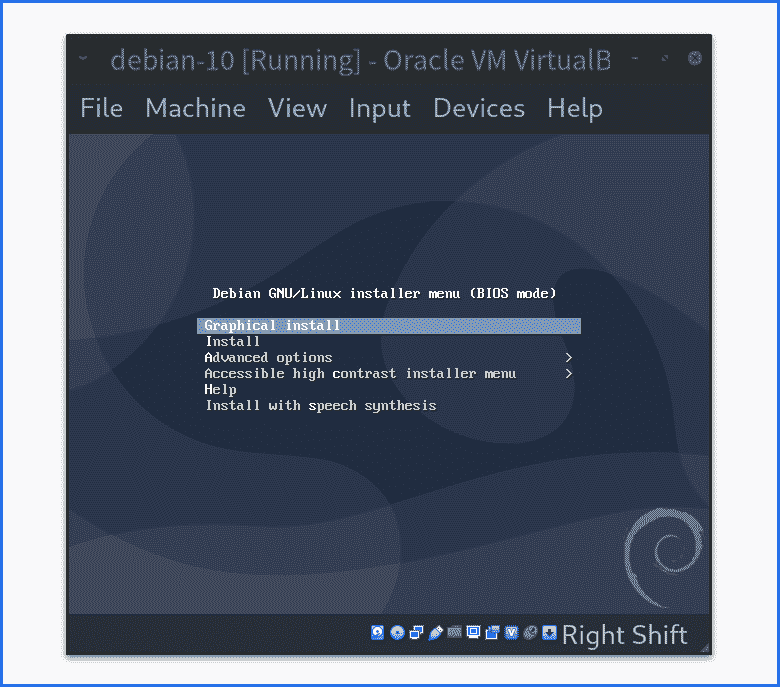 debian-10 [Running] - Oracle VM VirtualB
File Machine View Input Devices Help
Debian GNU/Linux installer menu (BIOS mode)
Graphical install
Install
Advanced options >
Accessible high contrast installer menu >
Help
Install with speech synthesis
Right Shift